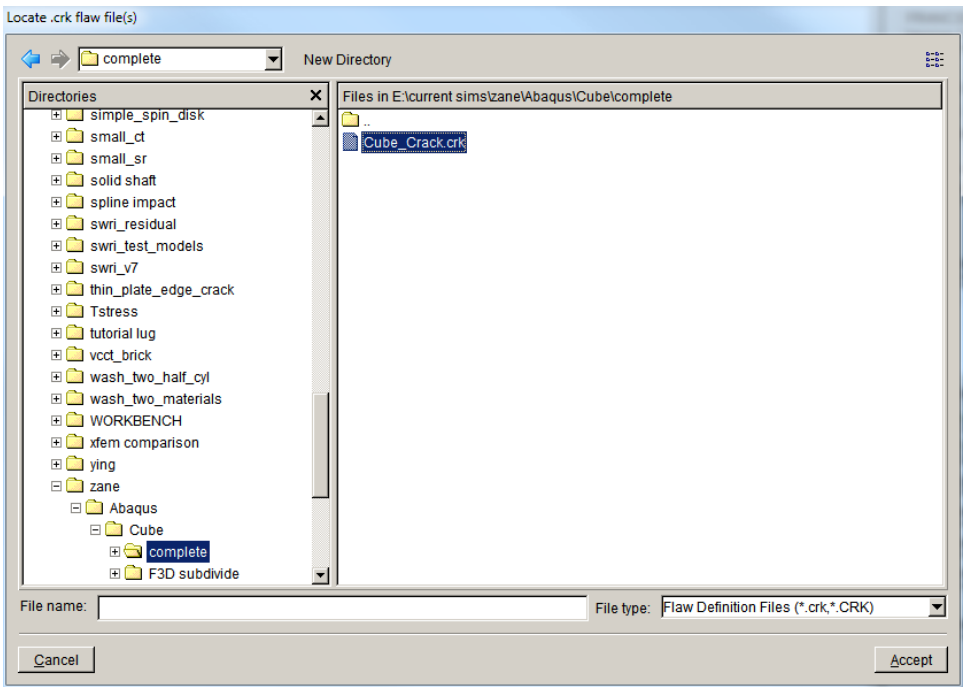 Locate .crk flaw file(s)
complete
New Directory
Directories
simple_spin_disk
small_ct
small_sr
solid shaft
spline impact
swri_residual
swri_test_models
swri_v7
thin_plate_edge_crack
Tstress
tutorial lug
vcct_brick
wash_two_half_cyl
wash_two_materials
WORKBENCH
xfem comparison
ying
zane
Abaqus
Cube
complete
F3D subdivide
Files in E:\current sims\zane\Abaqus\Cube\complete
..
Cube_Crack.crk
File name:
File type: Flaw Definition Files (*.crk,*.CRK)
Cancel
Accept